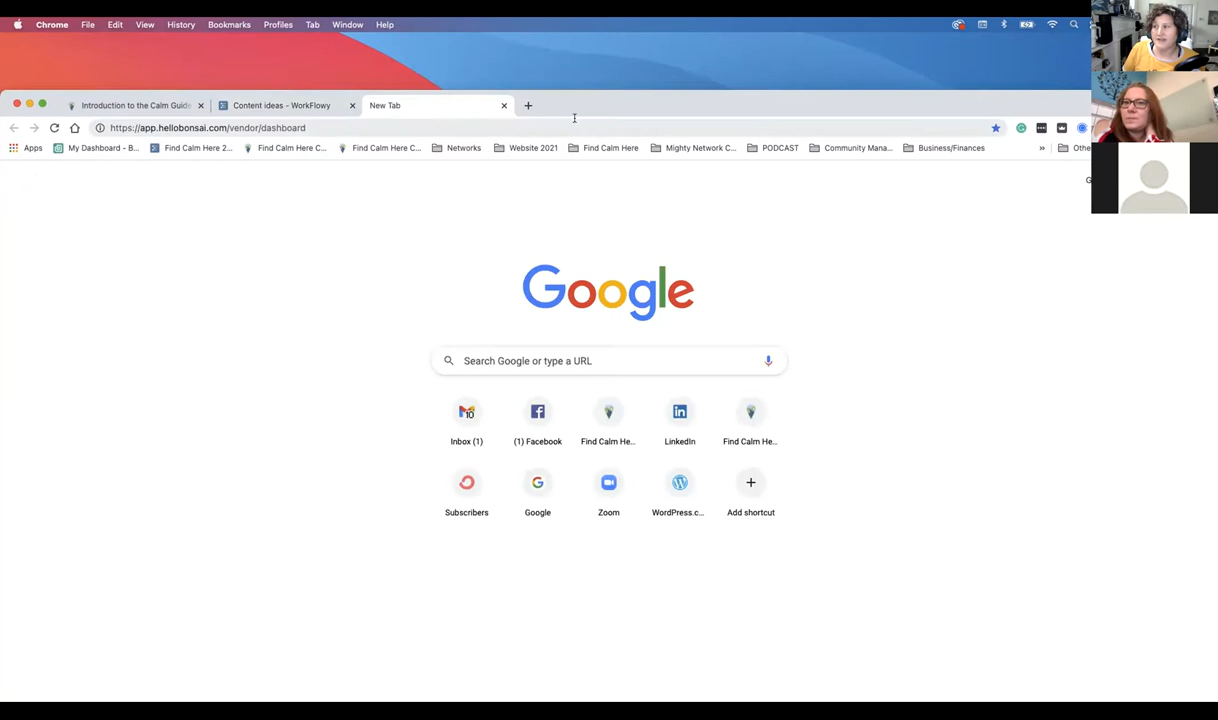 Chrome File Edit View History Bookmarks Profiles Tab Window Help
Introduction to the Calm Guide Content ideas - WorkFlowy New Tab
https://app.hellobonsai.com/vendor/dashboard
Apps My Dashboard - B... Find Calm Here 2... Find Calm Here C... Find Calm Here C... Networks Website 2021 Find Calm Here Mighty Network C... PODCAST Community Mana... Business/Finances » Othe
G
Google
Search Google or type a URL
10
Inbox (1) (1) Facebook Find Calm He... LinkedIn Find Calm He...
Subscribers Google Zoom WordPress.c... Add shortcut